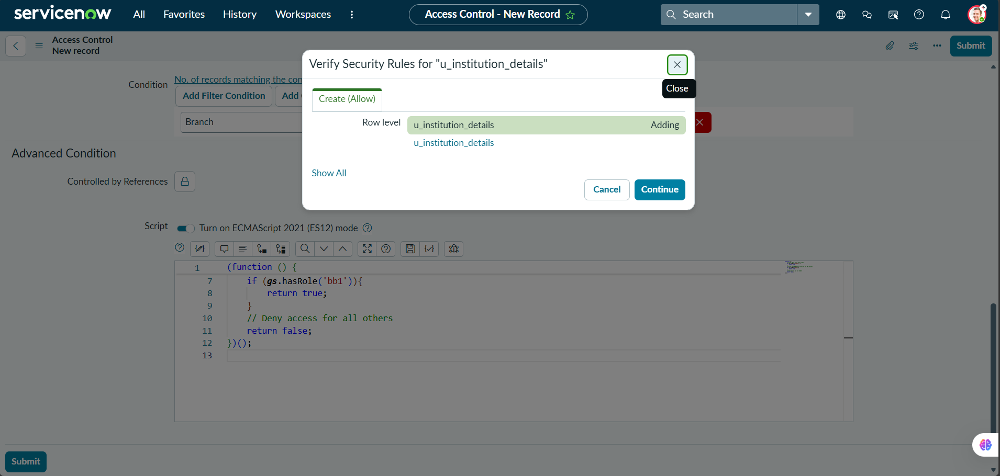 servicenow All Favorites History Workspaces Access Control - New Record Search
Access Control
New record
Submit
Verify Security Rules for "u_institution_details"
Close
Create (Allow)
Row level u_institution_details Adding
u_institution_details
Show All
Cancel Continue
Condition No. of records matching the con
Add Filter Condition Add
Branch
Advanced Condition
Controlled by References
Script Turn on ECMAScript 2021 (ES12) mode
1 (function () {
7 if (gs.hasRole('bb1')){
8 return true;
9 }
10 // Deny access for all others
11 return false;
12 })();
13
Submit